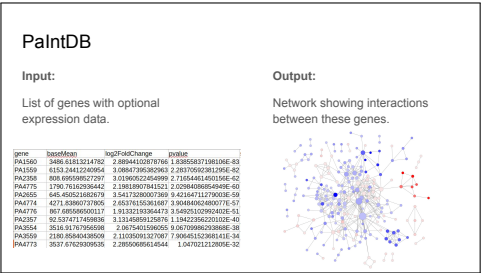 PaIntDB
Input:
Output:
List of genes with optional
expression data.
Network showing interactions
between these genes.
gene baseMean log2FoldChange pvalue
PA1560 3486.61813214782 2.88944102878766 1.83855837198106E-83
PA1559 6153.24412240954 3.08847395382963 2.28370592381295E-82
PA2358 808.695598527297 3.0196052245499 2.71654461450156E-62
PA4775 1790.76162936442 2.19818907841521 2.02984086854949E-60
PA2655 645.450521682679 3.54173280007369 9.42164711279003E-59
PA4774 4271.83860737805 2.65376155361687 3.90484062480077E-57
PA4776 867.685586500117 1.91332193364473 3.54925102992402E-51
PA2357 92.5374717459836 3.13145859125876 1.19422356220102E-40
PA3554 3516.91767956598 2.0675401596055 9.06709986293868E-38
PA3559 2180.85840438509 2.11035091327087 7.90645152368141E-34
PA4773 3537.67629309535 2.28550685614544 1.047021212805E-32